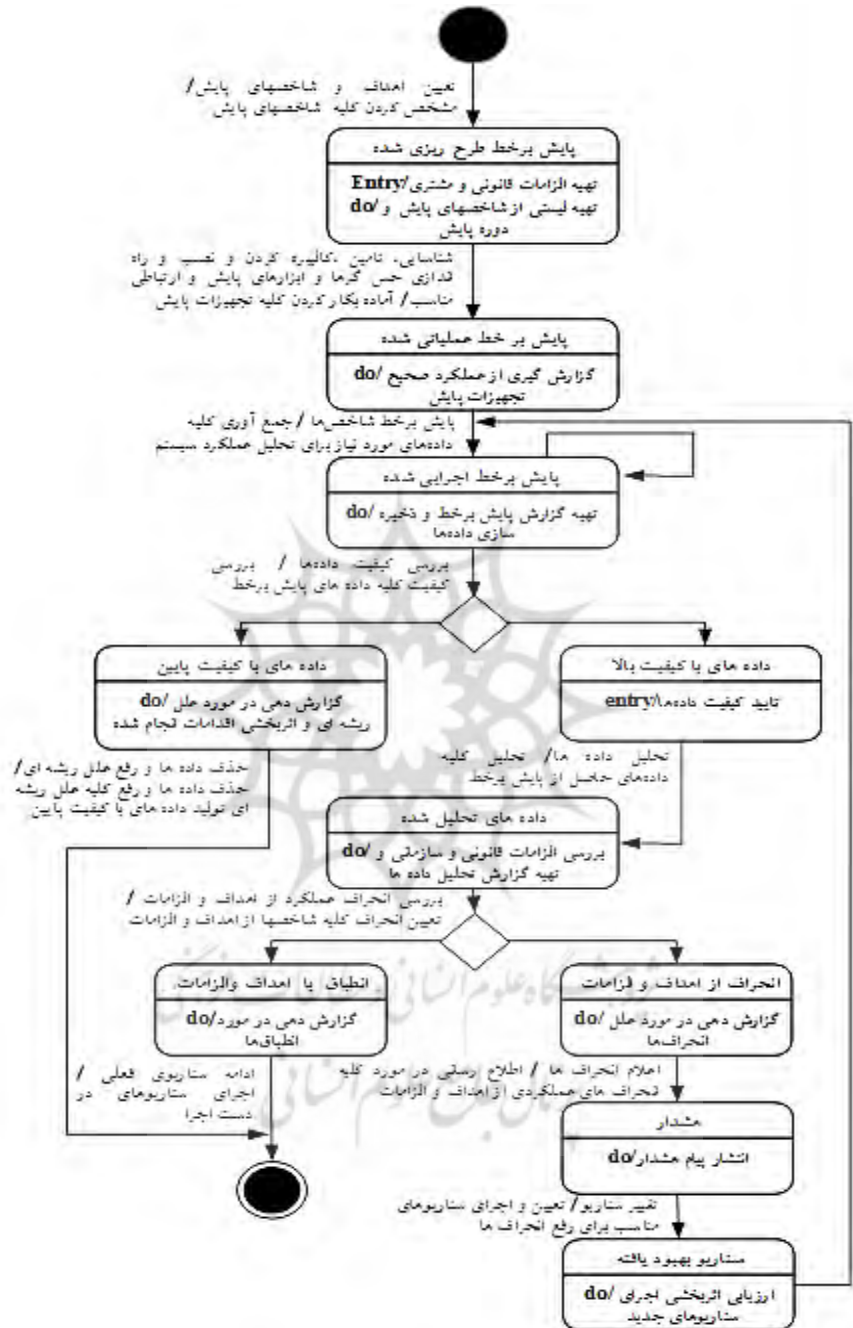 تعیین اهداف و شاخصهای پایش/
مشخص کردن کلیه شاخصهای پایش
پایش برخط طرح ریزی شده
تهیه الزامات قانونی و مشتری/Entry
تهیه لیستی از شاخصهای پایش و /do
دوره پایش
شناسایی، تامین ،کالیبره کردن و نصب و راه
اندازی حس گرها و ابزارهای پایش و ارتباطی
مناسب/ آماده بکار کردن کلیه تجهیزات پایش
پایش بر خط عملیاتی شده
گزارش گیری از عملکرد صحیح /do
تجهیزات پایش
پایش برخط شاخص‌ها / جمع آوری کلیه
داده‌های مورد نیاز برای تحلیل عملکرد سیستم
پایش برخط اجرایی شده
تهیه گزارش پایش برخط و ذخیره /do
سازی داده‌ها
بررسی کیفیت داده‌ها / بررسی
کیفیت کلیه داده های پایش برخط
داده های با کیفیت بالا
تایید کیفیت داده‌ها/entry
داده های با کیفیت پایین
گزارش دهی در مورد علل /do
ریشه ای و اثربخشی اقدامات انجام شده
تحلیل داده ها/ تحلیل کلیه
داده‌های حاصل از پایش برخط
حذف داده ها و رفع علل ریشه ای/
حذف داده ها و رفع کلیه علل ریشه
ای تولید داده های با کیفیت پایین
داده های تحلیل شده
بررسی الزامات قانونی و سازمانی و /do
تهیه گزارش تحلیل داده ها
بررسی انحراف عملکرد از اهداف و الزامات /
تعیین انحراف کلیه شاخصها از اهداف و الزامات
انحراف از اهداف و الزامات
گزارش دهی در مورد علل /do
انحراف‌ها
انطباق با اهداف والزامات
گزارش دهی در مورد/do
انطباق‌ها
پژوهشگاه علوم انسانی و مطالعات فرهنگی
پرتال جامع علوم انسانی
اعلام انحراف ها / اطلاع رسانی در مورد کلیه
انحراف های عملکردی از اهداف و الزامات
ادامه سناریوی فعلی /
اجرای سناریوهای در
دست اجرا
هشدار
انتشار پیام هشدار/do
تغییر سناریو/ تعیین و اجرای سناریوهای
مناسب برای رفع انحراف ها
سناریو بهبود یافته
ارزیابی اثربخشی اجرای /do
سناریوهای جدید